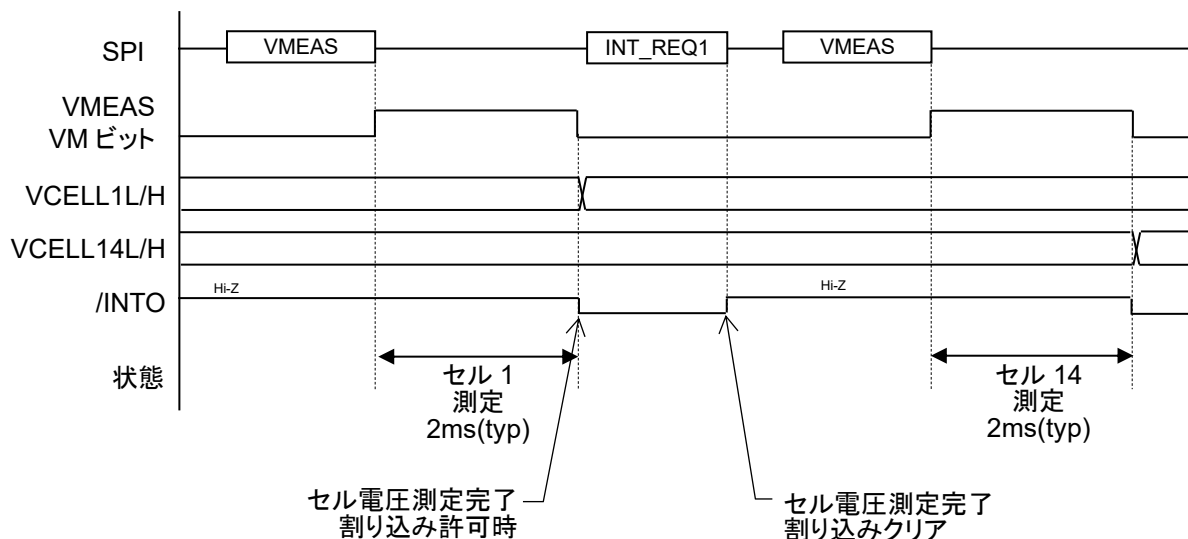 SPI
VMEAS
INT_REQ1
VMEAS
VMEAS
VM ビット
VCELL1L/H
VCELL14L/H
/INTO
Hi-Z
Hi-Z
状態
セル 1
測定
2ms(typ)
セル 14
測定
2ms(typ)
セル電圧測定完了
割り込み許可時
セル電圧測定完了
割り込みクリア